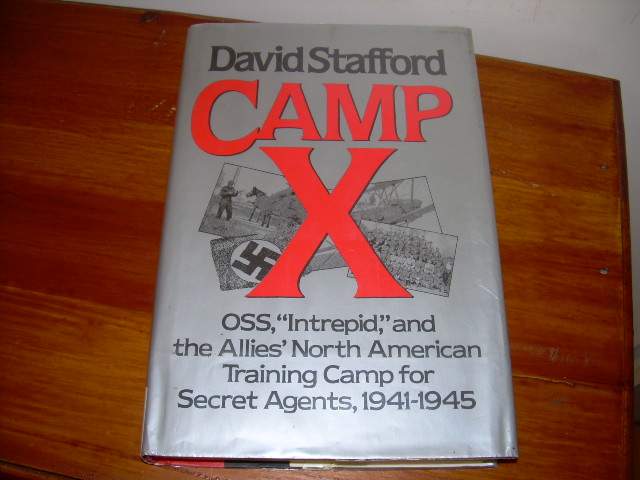 David Stafford
CAMP
X
OSS, "Intrepid," and
the Allies' North American
Training Camp for
Secret Agents, 1941-1945